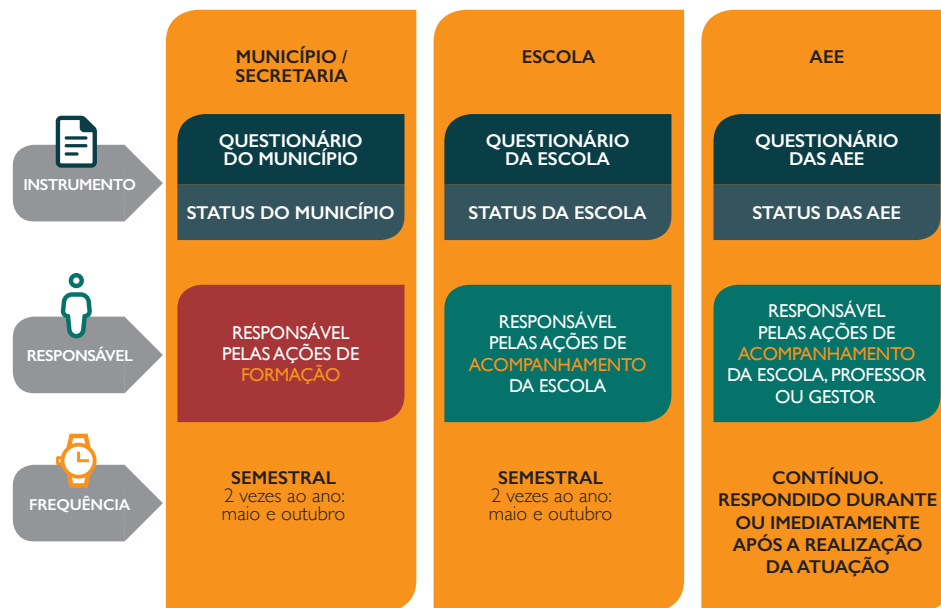 MUNICÍPIO /
SECRETARIA
ESCOLA
AEE
INSTRUMENTO
QUESTIONÁRIO
DO MUNICÍPIO
STATUS DO MUNICÍPIO
QUESTIONÁRIO
DA ESCOLA
STATUS DA ESCOLA
QUESTIONÁRIO
DAS AEE
STATUS DAS AEE
RESPONSÁVEL
RESPONSÁVEL
PELAS AÇÕES DE
FORMAÇÃO
RESPONSÁVEL
PELAS AÇÕES DE
ACOMPANHAMENTO
DA ESCOLA
RESPONSÁVEL
PELAS AÇÕES DE
ACOMPANHAMENTO
DA ESCOLA, PROFESSOR
OU GESTOR
FREQUÊNCIA
SEMESTRAL
2 vezes ao ano:
maio e outubro
SEMESTRAL
2 vezes ao ano:
maio e outubro
CONTÍNUO.
RESPONDIDO DURANTE
OU IMEDIATAMENTE
APÓS A REALIZAÇÃO
DA ATUAÇÃO